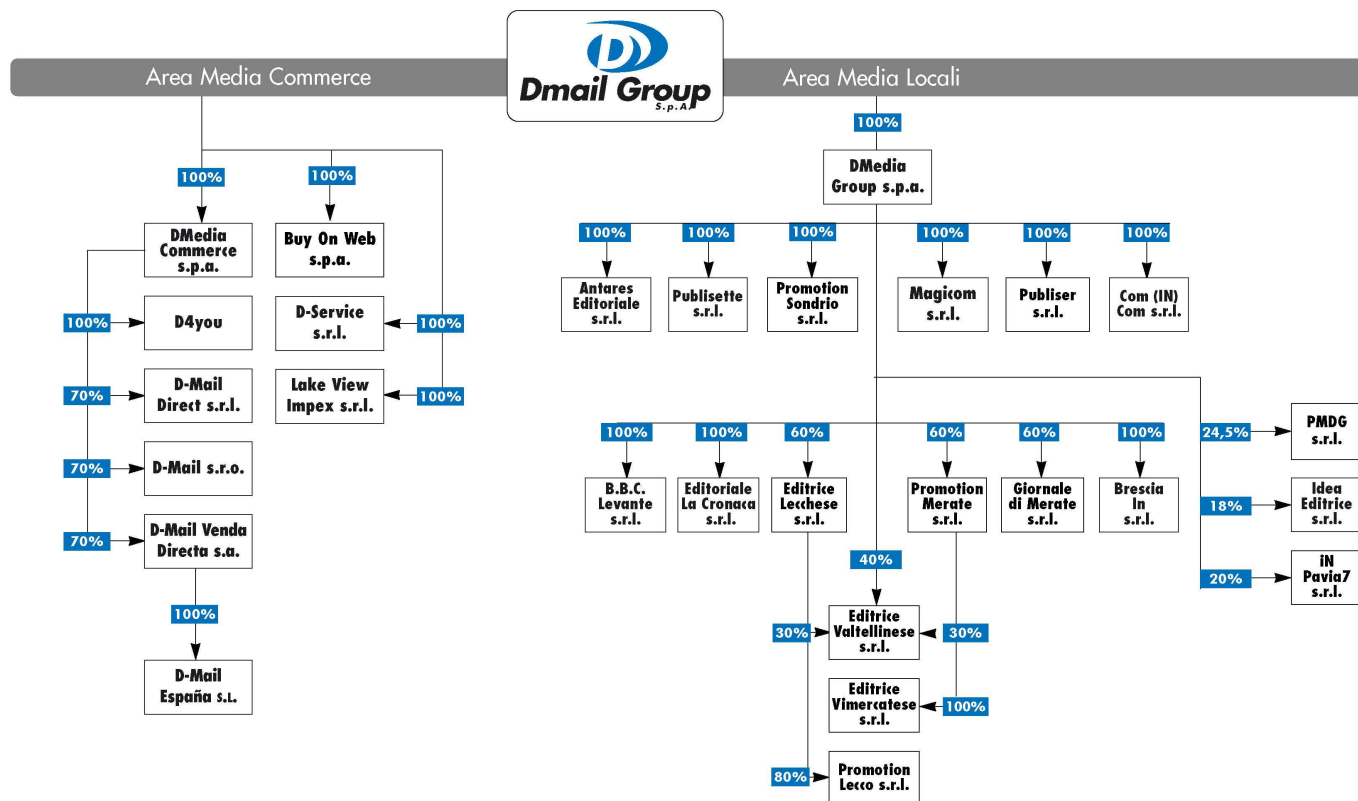 Area Media Commerce
Dmail Group
S.p.A.
Area Media Locali
100%
DMedia
Group s.p.a.
100%
100%
DMedia
Commerce
s.p.a.
Buy On Web
s.p.a.
100%
D4you
D-Service
s.r.l.
100%
70%
D-Mail
Direct s.r.l.
Lake View
Impex s.r.l.
100%
70%
D-Mail s.r.o.
70%
D-Mail Venda
Directa s.a.
100%
D-Mail
España S.L.
100%
100%
100%
100%
100%
100%
Antares
Editoriale
s.r.l.
Publisette
s.r.l.
Promotion
Sondrio
s.r.l.
Magicom
s.r.l.
Publiser
s.r.l.
Com (IN)
Com s.r.l.
100%
100%
60%
60%
60%
100%
B.B.C.
Levante
s.r.l.
Editoriale
La Cronaca
s.r.l.
Editrice
Lecchese
s.r.l.
Promotion
Merate
s.r.l.
Giornale
di Merate
s.r.l.
Brescia
In
s.r.l.
24,5%
PMDG
s.r.l.
18%
Idea
Editrice
s.r.l.
20%
iN
Pavia7
s.r.l.
40%
30%
Editrice
Valtellinese
s.r.l.
30%
Editrice
Vimercatese
s.r.l.
100%
80%
Promotion
Lecco s.r.l.